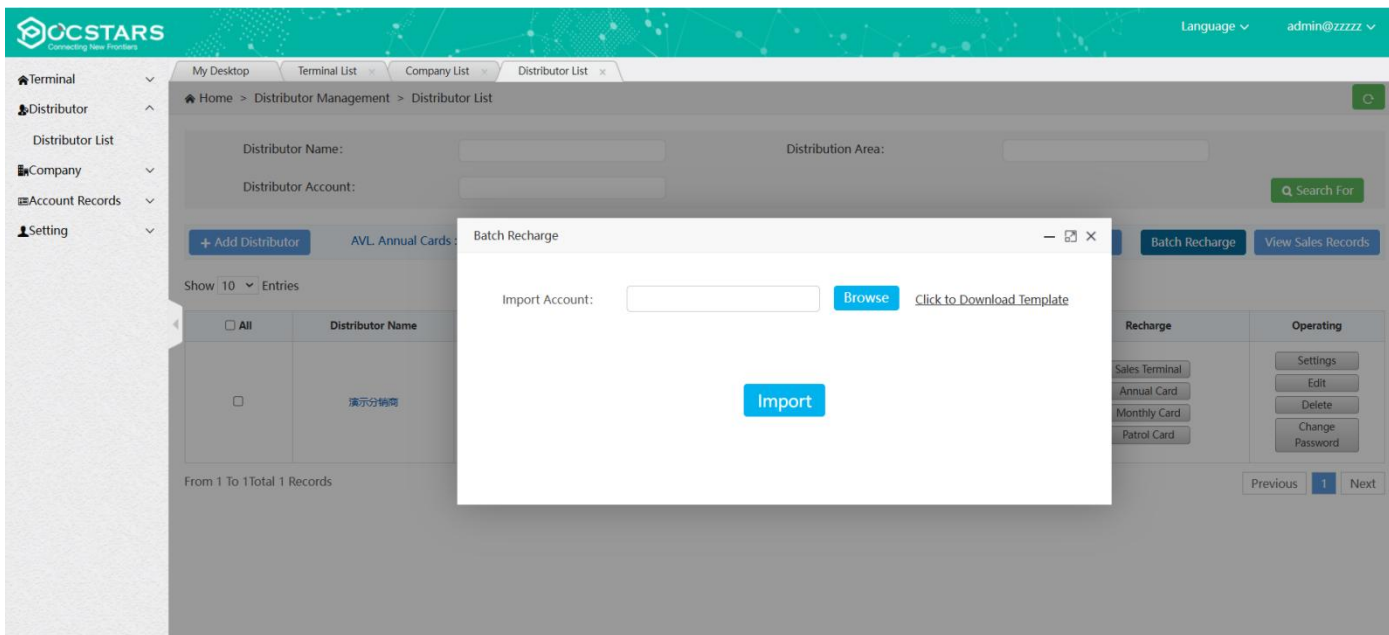 POCSTARS
Connecting New Frontiers
Language
admin@zzzzz
Terminal
Distributor
Distributor List
Company
Account Records
Setting
My Desktop
Terminal List
Company List
Distributor List
Home > Distributor Management > Distributor List
Distributor Name:
Distribution Area:
Distributor Account:
Search For
+ Add Distributor
AVL. Annual Cards :
Batch Recharge
View Sales Records
Show 10 Entries
All
Distributor Name
Recharge
Operating
演示分销商
Sales Terminal
Annual Card
Monthly Card
Patrol Card
Settings
Edit
Delete
Change
Password
From 1 To 1Total 1 Records
Previous 1 Next
Batch Recharge
Import Account:
Browse
Click to Download Template
Import